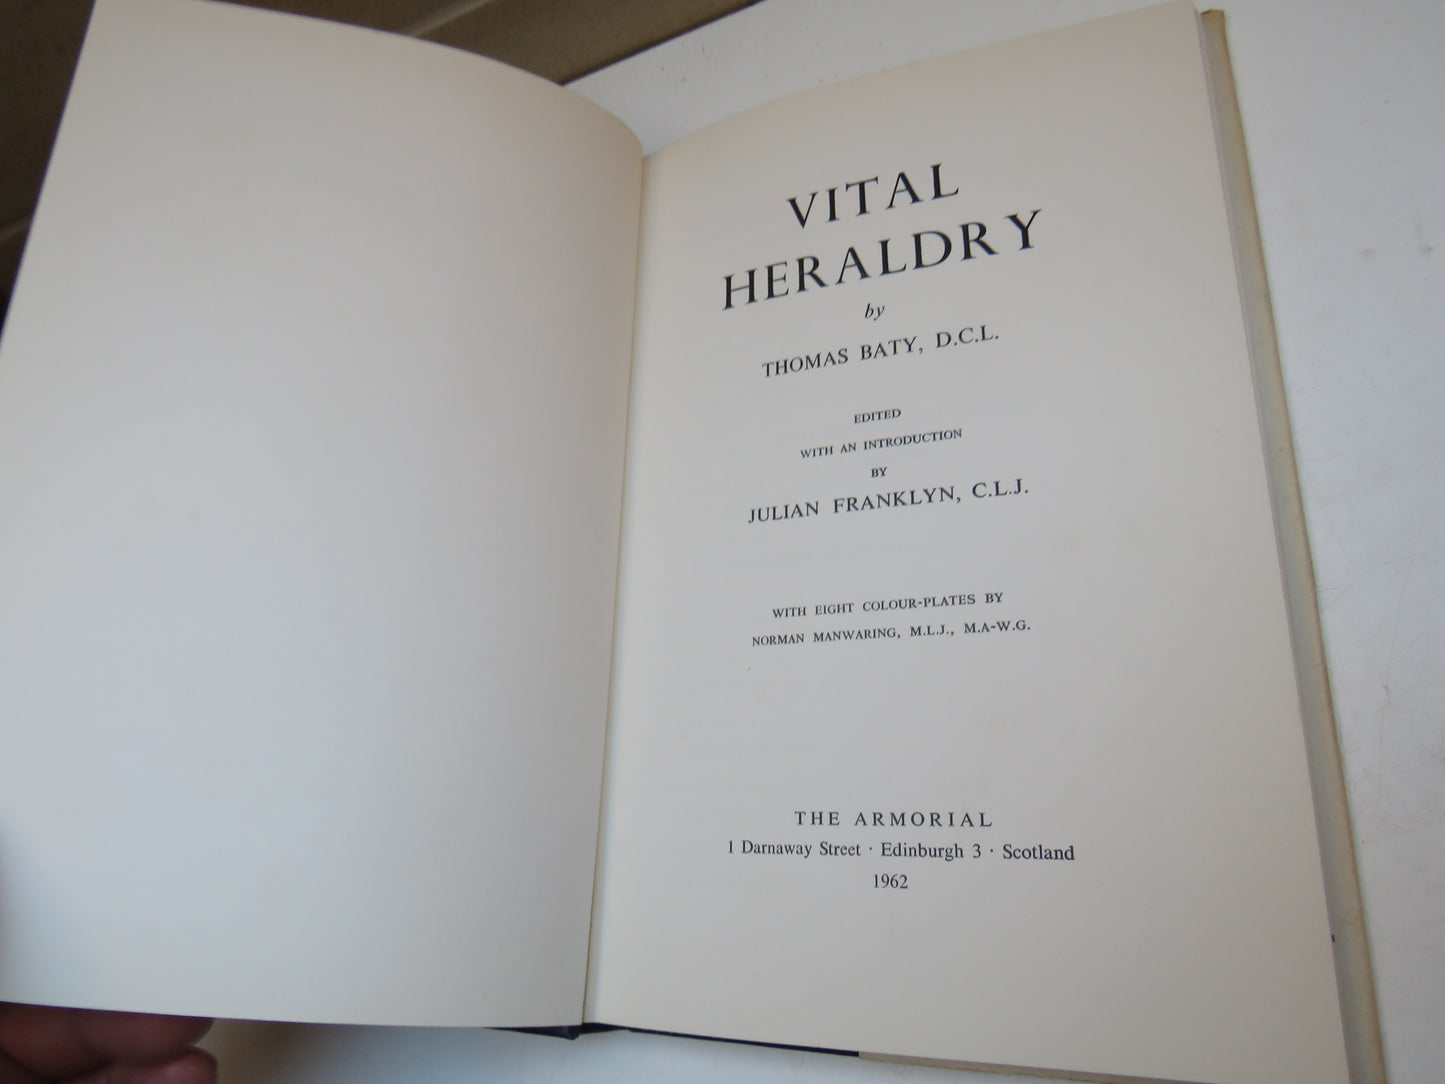 VITAL
HERALDRY
by
THOMAS BATY, D.C.L.
EDITED
WITH AN INTRODUCTION
BY
JULIAN FRANKLYN, C.L.J.
WITH EIGHT COLOUR-PLATES BY
NORMAN MANWARING, M.L.J., M.A-W.G.
THE ARMORIAL
1 Darnaway Street · Edinburgh 3 · Scotland
1962